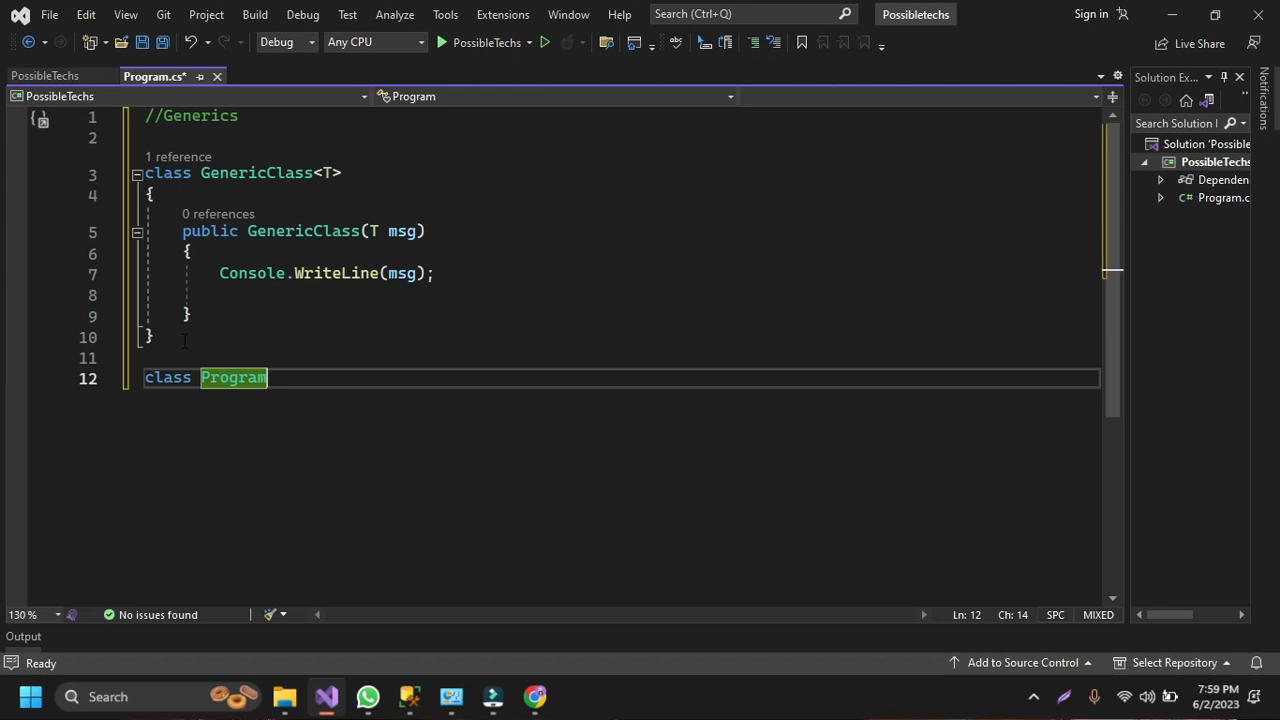 File Edit View Git Project Build Debug Test Analyze Tools Extensions Window Help Search (Ctrl+Q) Possibletechs Sign in
Debug Any CPU PossibleTechs Live Share
PossibleTechs Program.cs* Solution Ex...
PossibleTechs Program
Search Solution
Solution 'Possible
PossibleTechs
Dependen
Program.c
Notifications
1 //Generics
2
1 reference
3 class GenericClass<T>
4 {
0 references
5 public GenericClass(T msg)
6 {
7 Console.WriteLine(msg);
8
9 }
10 }
11
12 class Program
130 % No issues found Ln: 12 Ch: 14 SPC MIXED
Output
Ready Add to Source Control Select Repository
Search 7:59 PM
6/2/2023